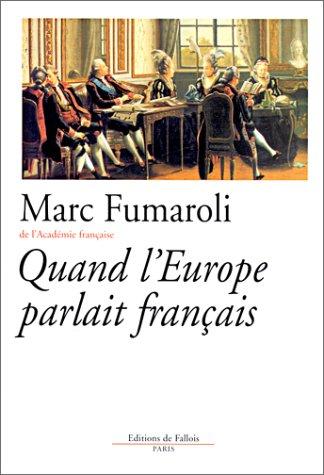 Marc Fumaroli
de l'Académie française
Quand l'Europe
parlait français
Editions de Fallois
PARIS